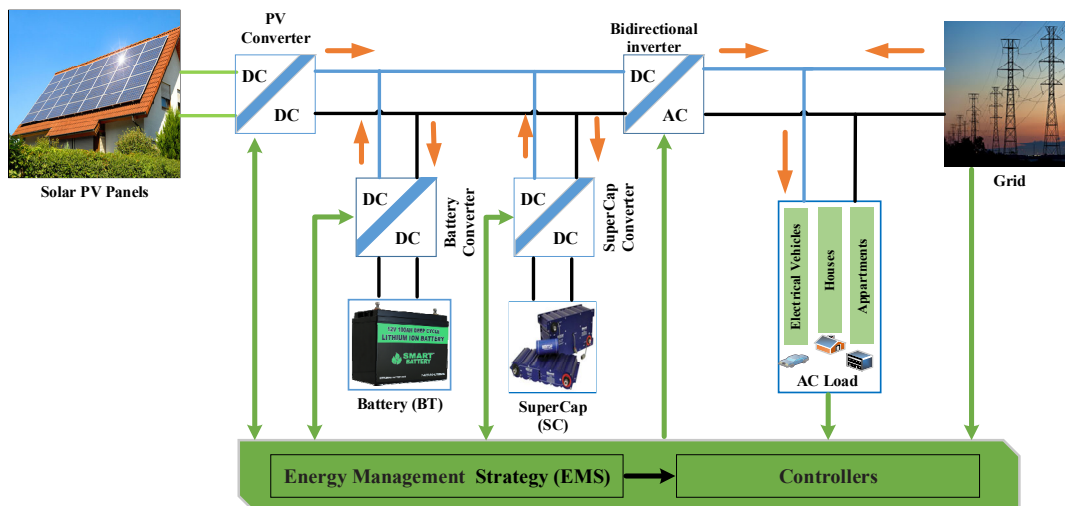 PV
Converter
Bidirectional
inverter
DC
DC
DC
AC
Solar PV Panels
Grid
DC
DC
Battery
Converter
DC
DC
SuperCap
Converter
Electrical Vehicles
Houses
Appartments
12V 100AH DEEP CYCLE
LITHIUM ION BATTERY
SMART
BATTERY
AC Load
Battery (BT)
SuperCap
(SC)
Energy Management Strategy (EMS)
Controllers